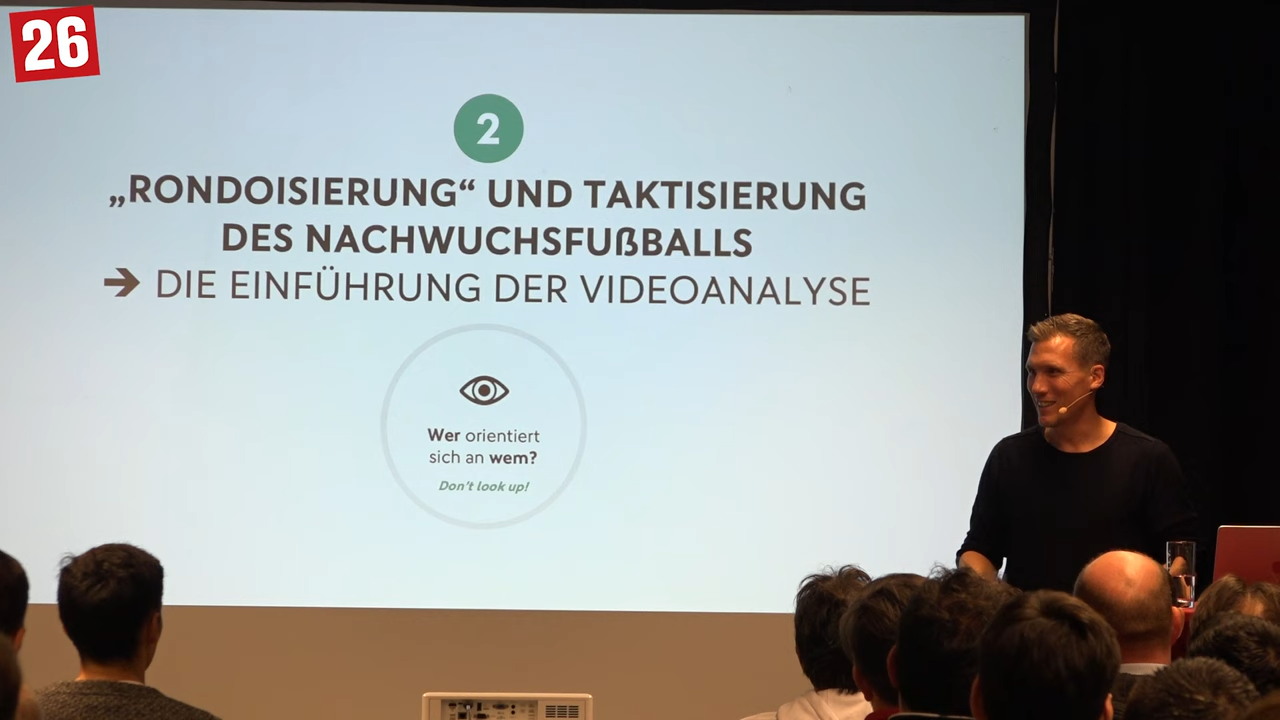 26
2
„RONDOISIERUNG“ UND TAKTISIERUNG
DES NACHWUCHSFUßBALLS
➔ DIE EINFÜHRUNG DER VIDEOANALYSE
Wer orientiert
sich an wem?
Don't look up!